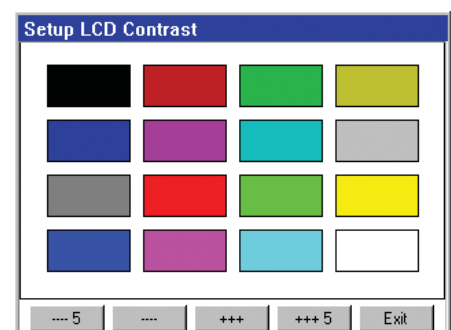 Setup LCD Contrast
---- 5 ---- +++ +++ 5 Exit